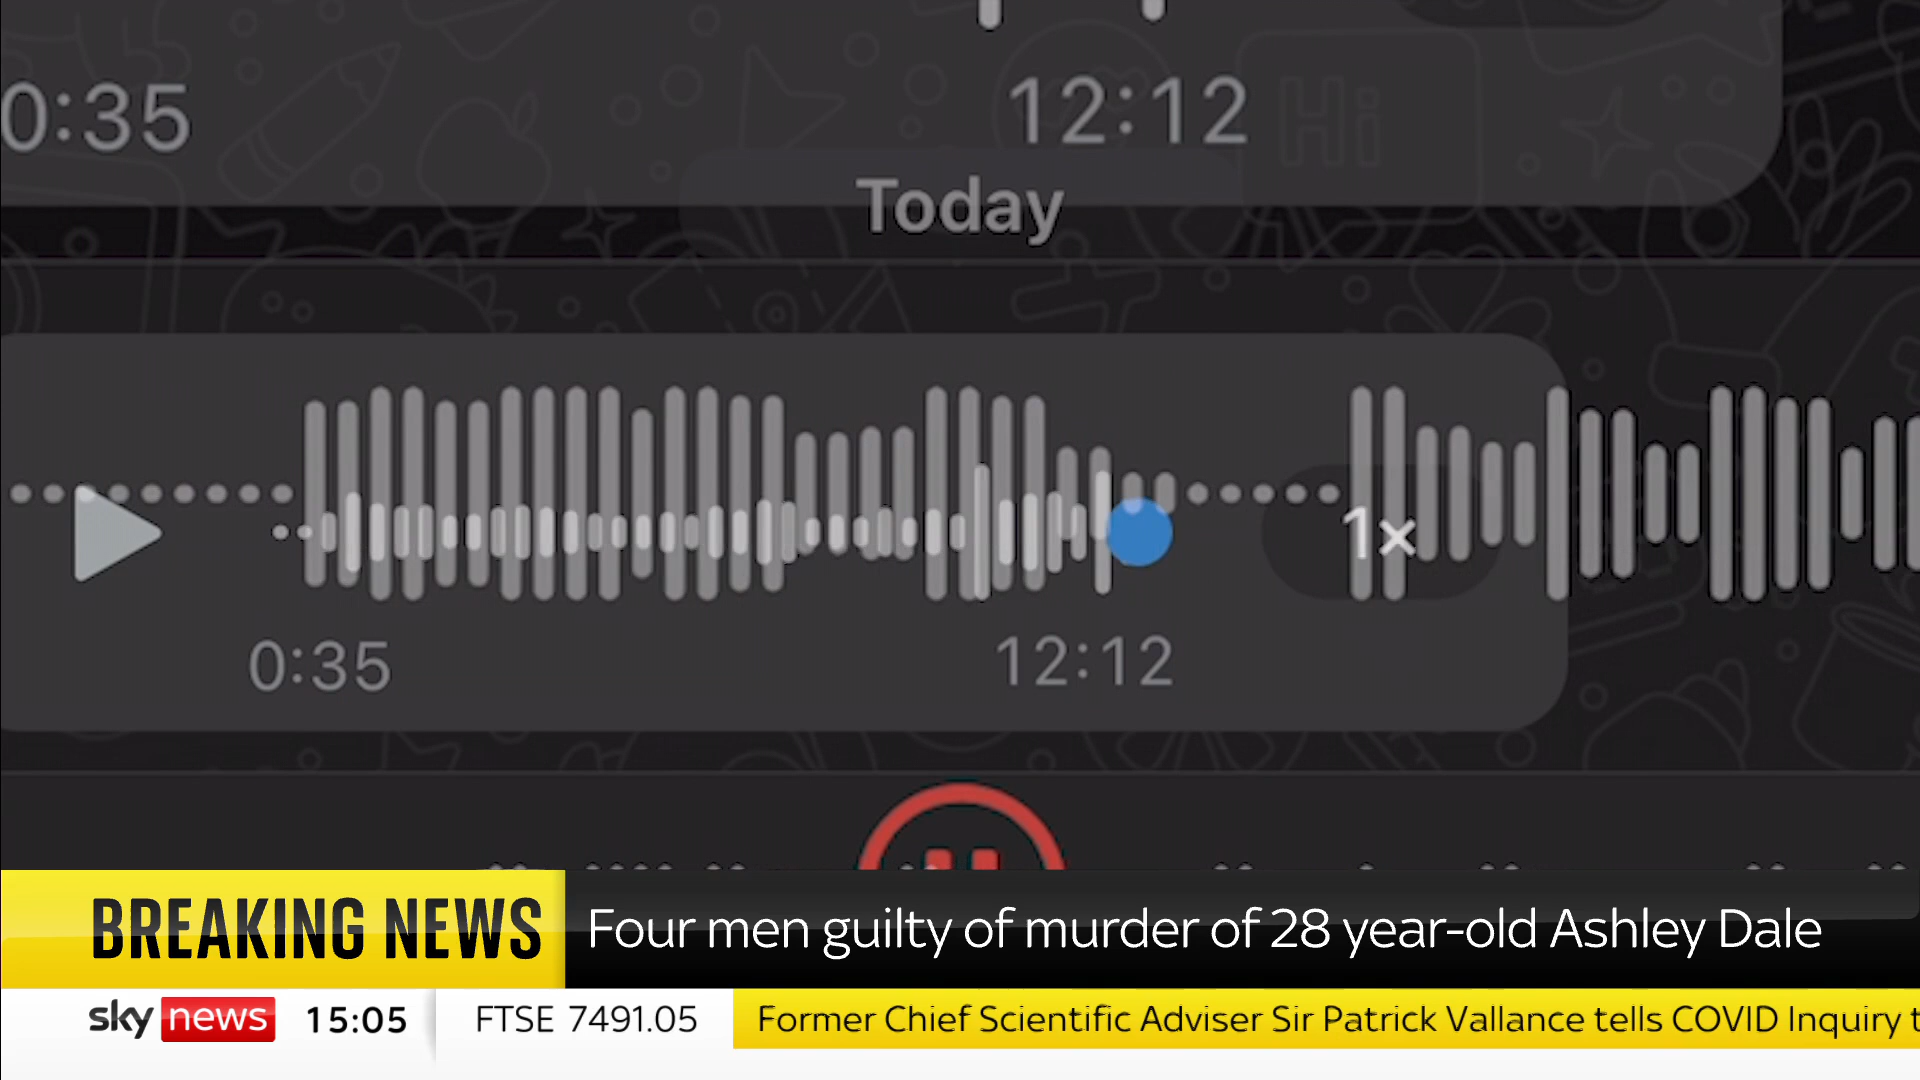 0:35
12:12
Hi
Today
1×
0:35
12:12
BREAKING NEWS
Four men guilty of murder of 28 year-old Ashley Dale
sky news
15:05
FTSE 7491.05
Former Chief Scientific Adviser Sir Patrick Vallance tells COVID Inquiry